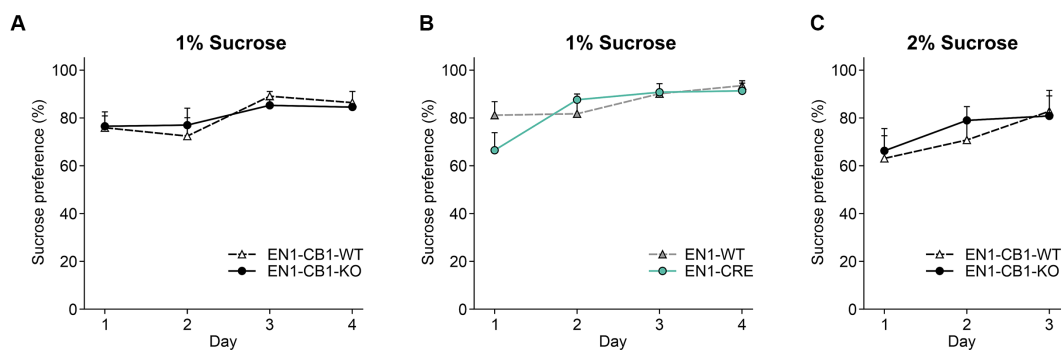 A
1% Sucrose
Sucrose preference (%)
100
80
60
40
20
0
1 2 3 4
Day
EN1-CB1-WT
EN1-CB1-KO
B
1% Sucrose
Sucrose preference (%)
100
80
60
40
20
0
1 2 3 4
Day
EN1-WT
EN1-CRE
C
2% Sucrose
Sucrose preference (%)
100
80
60
40
20
0
1 2 3
Day
EN1-CB1-WT
EN1-CB1-KO